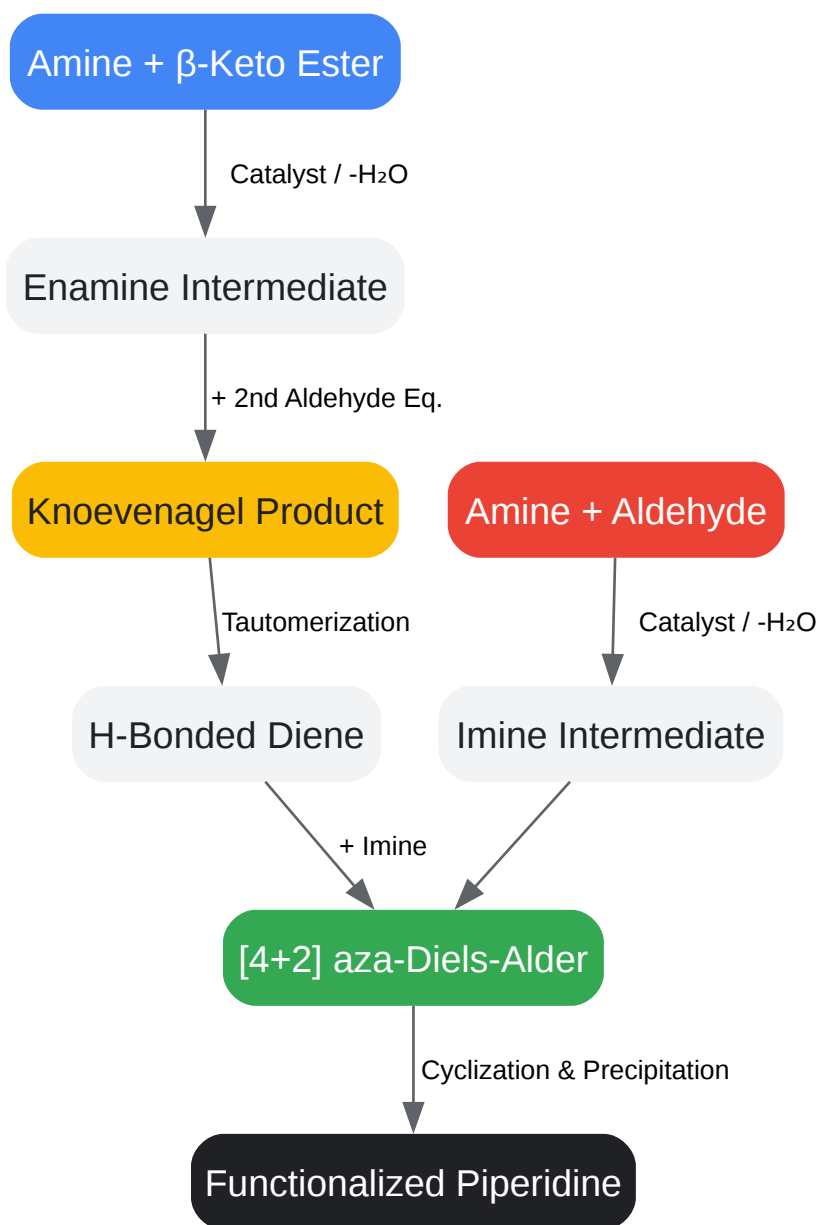 Amine + β-Keto Ester
Catalyst / -H₂O
Enamine Intermediate
+ 2nd Aldehyde Eq.
Knoevenagel Product
Amine + Aldehyde
Tautomerization
Catalyst / -H₂O
H-Bonded Diene
Imine Intermediate
+ Imine
[4+2] aza-Diels-Alder
Cyclization & Precipitation
Functionalized Piperidine